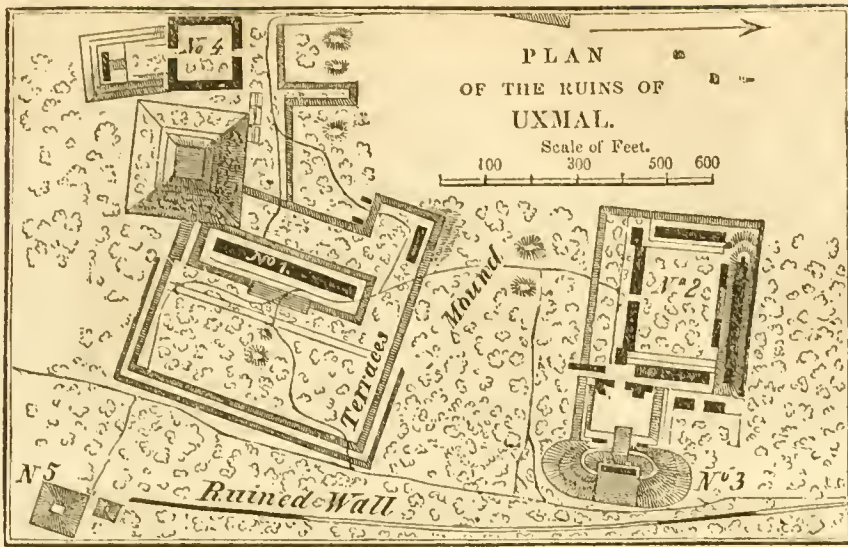 PLAN
OF THE RUINS OF
UXMAL.
Scale of Feet.
100 300 500 600
No 4
No 1.
No 2
No 3
N 5
Mound
Terraces
Ruined Wall